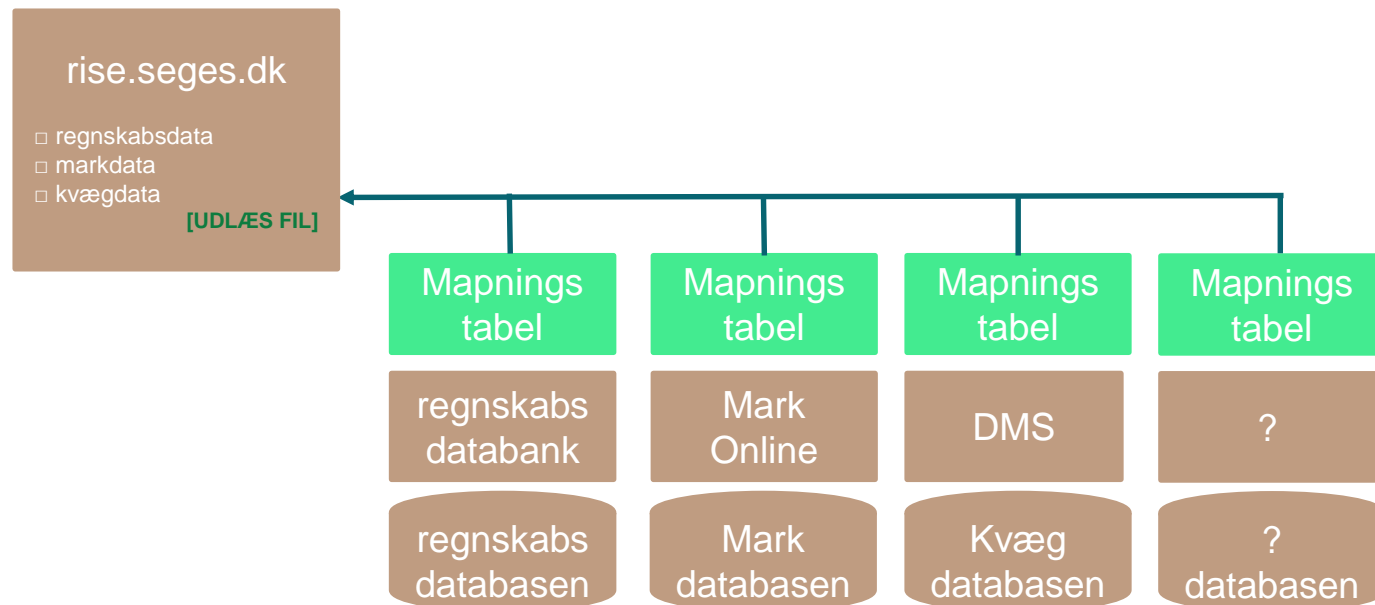 rise.seges.dk
□ regnskabsdata
□ markdata
□ kvægdata
[UDLÆS FIL]
Mapnings
tabel
Mapnings
tabel
Mapnings
tabel
Mapnings
tabel
regnskabs
databank
Mark
Online
DMS
?
regnskabs
databasen
Mark
databasen
Kvæg
databasen
?
databasen